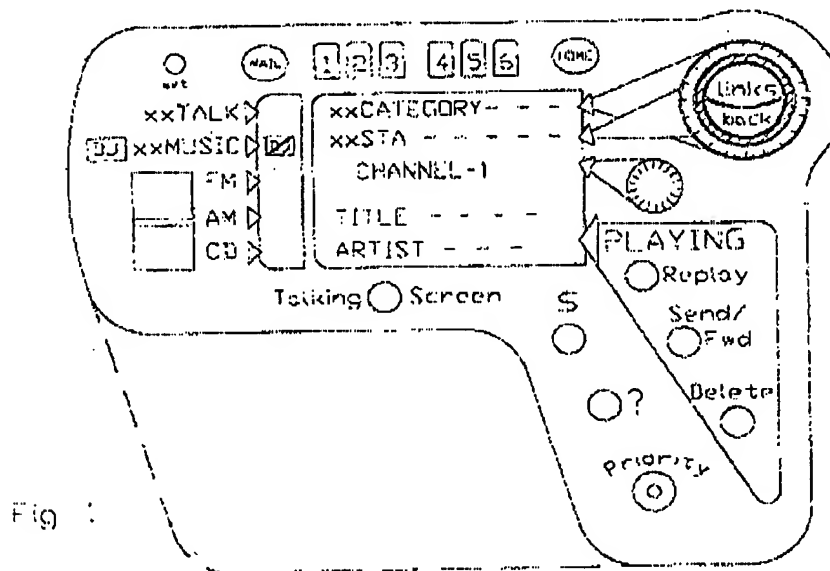 MAIL 1 2 3 4 5 6 HOME
links
back
xxTALK
xxCATEGORY- - - -
DJ xxMUSIC
xxSTA - - - - -
FM
CHANNEL-1
AM
TITLE - - - -
CD
ARTIST - - - -
PLAYING
Replay
Talking Screen
$
Send/
Fwd
Delete
?
Priority
Fig :